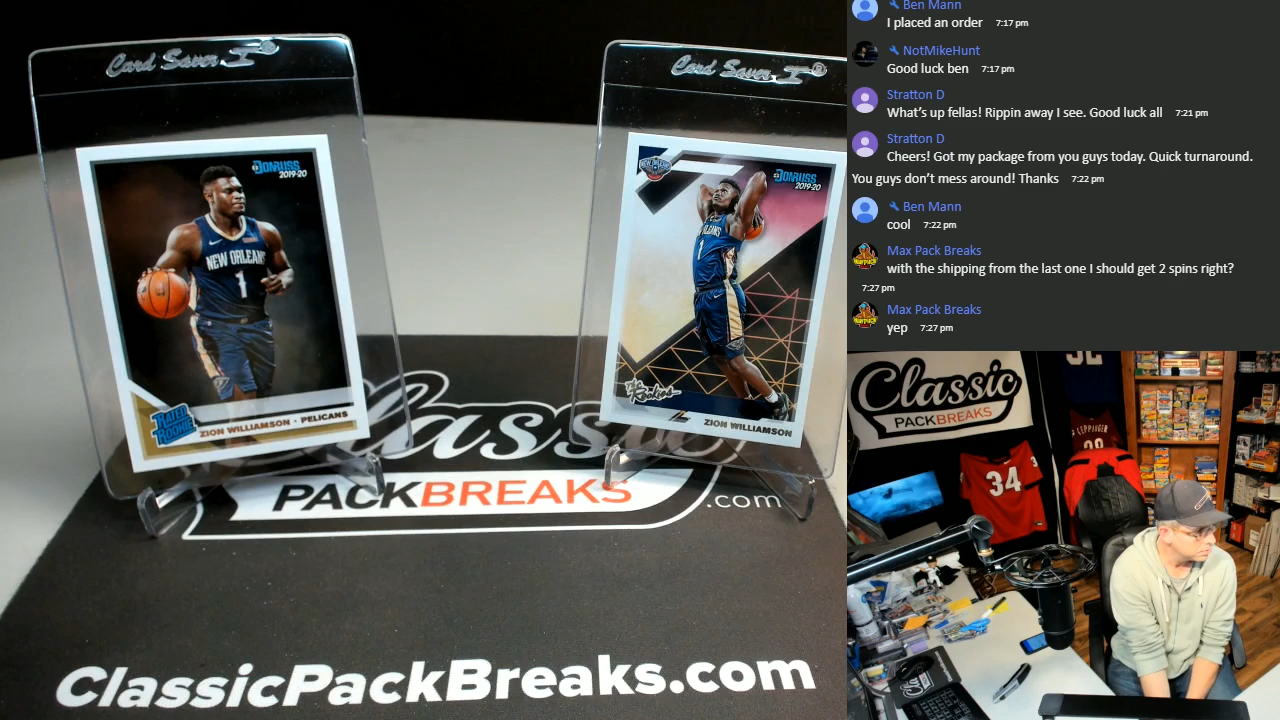 Card Saver I
DONRUSS
2019-20
NEW ORLEANS
1
RATED
ROOKIE
ZION WILLIAMSON • PELICANS
Card Saver I
DONRUSS
2019-20
1
The Rookies
ZION WILLIAMSON
Classic
PACKBREAKS
.com
ClassicPackBreaks.com
Ben Mann
I placed an order 7:17 pm
NotMikeHunt
Good luck ben 7:17 pm
Stratton D
What's up fellas! Rippin away I see. Good luck all 7:21 pm
Stratton D
Cheers! Got my package from you guys today. Quick turnaround.
You guys don't mess around! Thanks 7:22 pm
Ben Mann
cool 7:22 pm
Max Pack Breaks
with the shipping from the last one I should get 2 spins right?
7:27 pm
Max Pack Breaks
yep 7:27 pm
Classic
PACKBREAKS
34